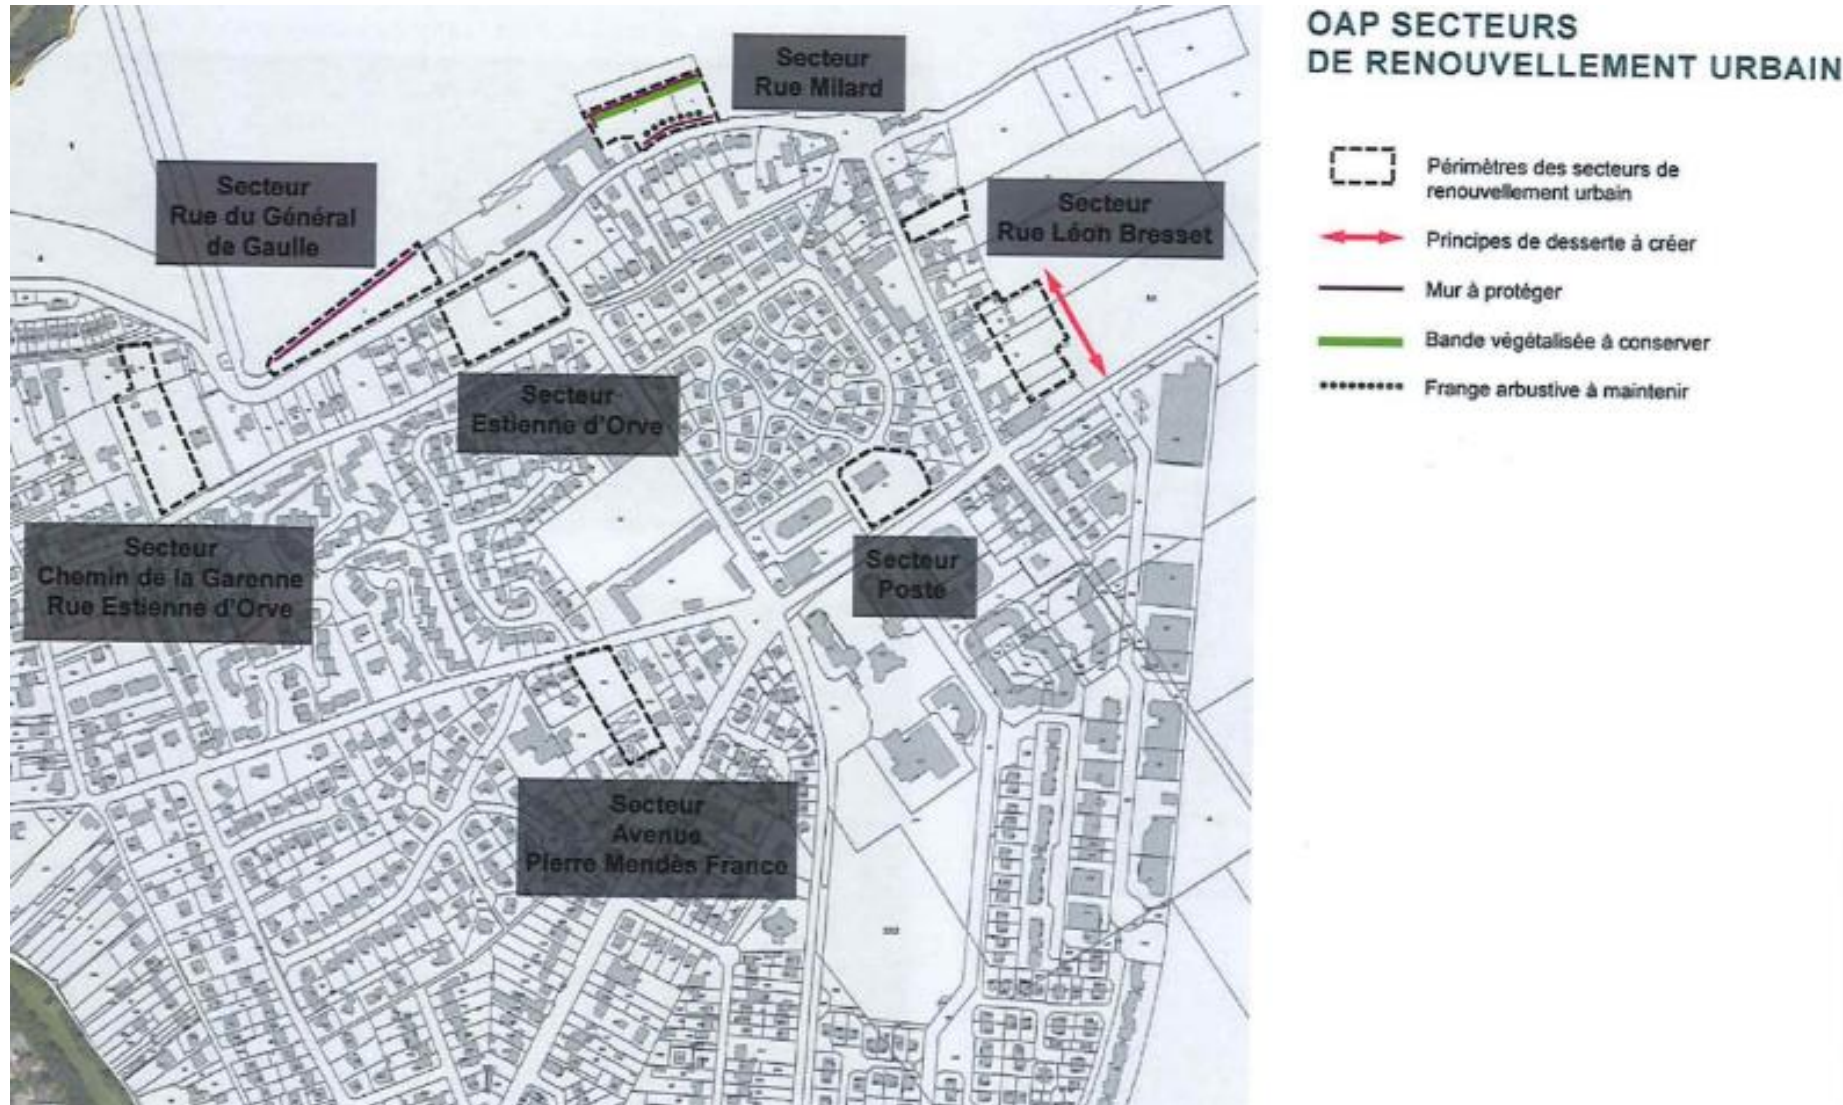 OAP SECTEURS
DE RENOUVELLEMENT URBAIN
Périmètres des secteurs de
renouvellement urbain
Principes de desserte à créer
Mur à protéger
Bande végétalisée à conserver
Frange arbustive à maintenir
Secteur
Rue Milard
Secteur
Rue du Général
de Gaulle
Secteur
Rue Léon Bresset
Secteur
Estienne d'Orve
Secteur
Chemin de la Garenne
Rue Estienne d'Orve
Secteur
Poste
Secteur
Avenue
Pierre Mendès France